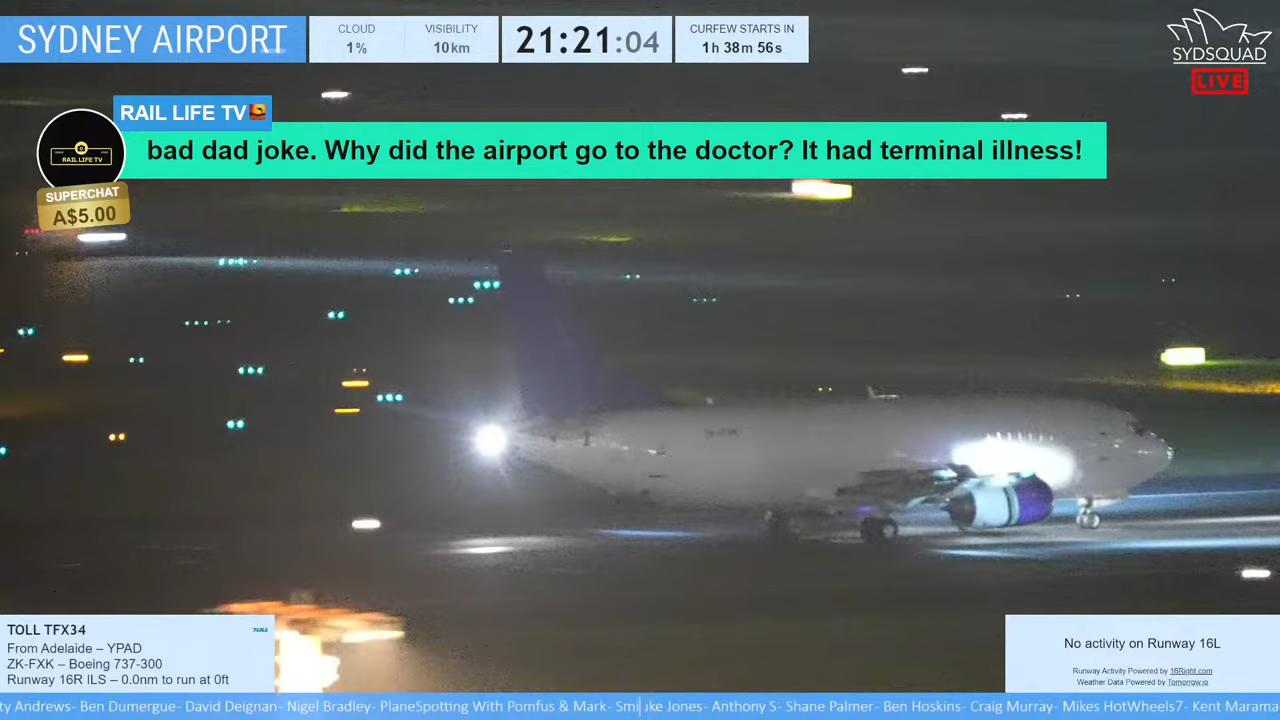 SYDNEY AIRPORT
CLOUD
1%
VISIBILITY
10km
21:21:04
CURFEW STARTS IN
1h 38m 56s
SYDSQUAD
LIVE
RAIL LIFE TV
bad dad joke. Why did the airport go to the doctor? It had terminal illness!
RAIL LIFE TV
SUPERCHAT
A$5.00
TOLL TFX34
TOLL
From Adelaide – YPAD
ZK-FXK – Boeing 737-300
Runway 16R ILS – 0.0nm to run at 0ft
No activity on Runway 16L
Runway Activity Powered by 16Right.com
Weather Data Powered by Tomorrow.io
ty Andrews- Ben Dumergue- David Deignan- Nigel Bradley- PlaneSpotting With Pomfus & Mark- Smi uke Jones- Anthony S- Shane Palmer- Ben Hoskins- Craig Murray- Mikes HotWheels7- Kent Marama